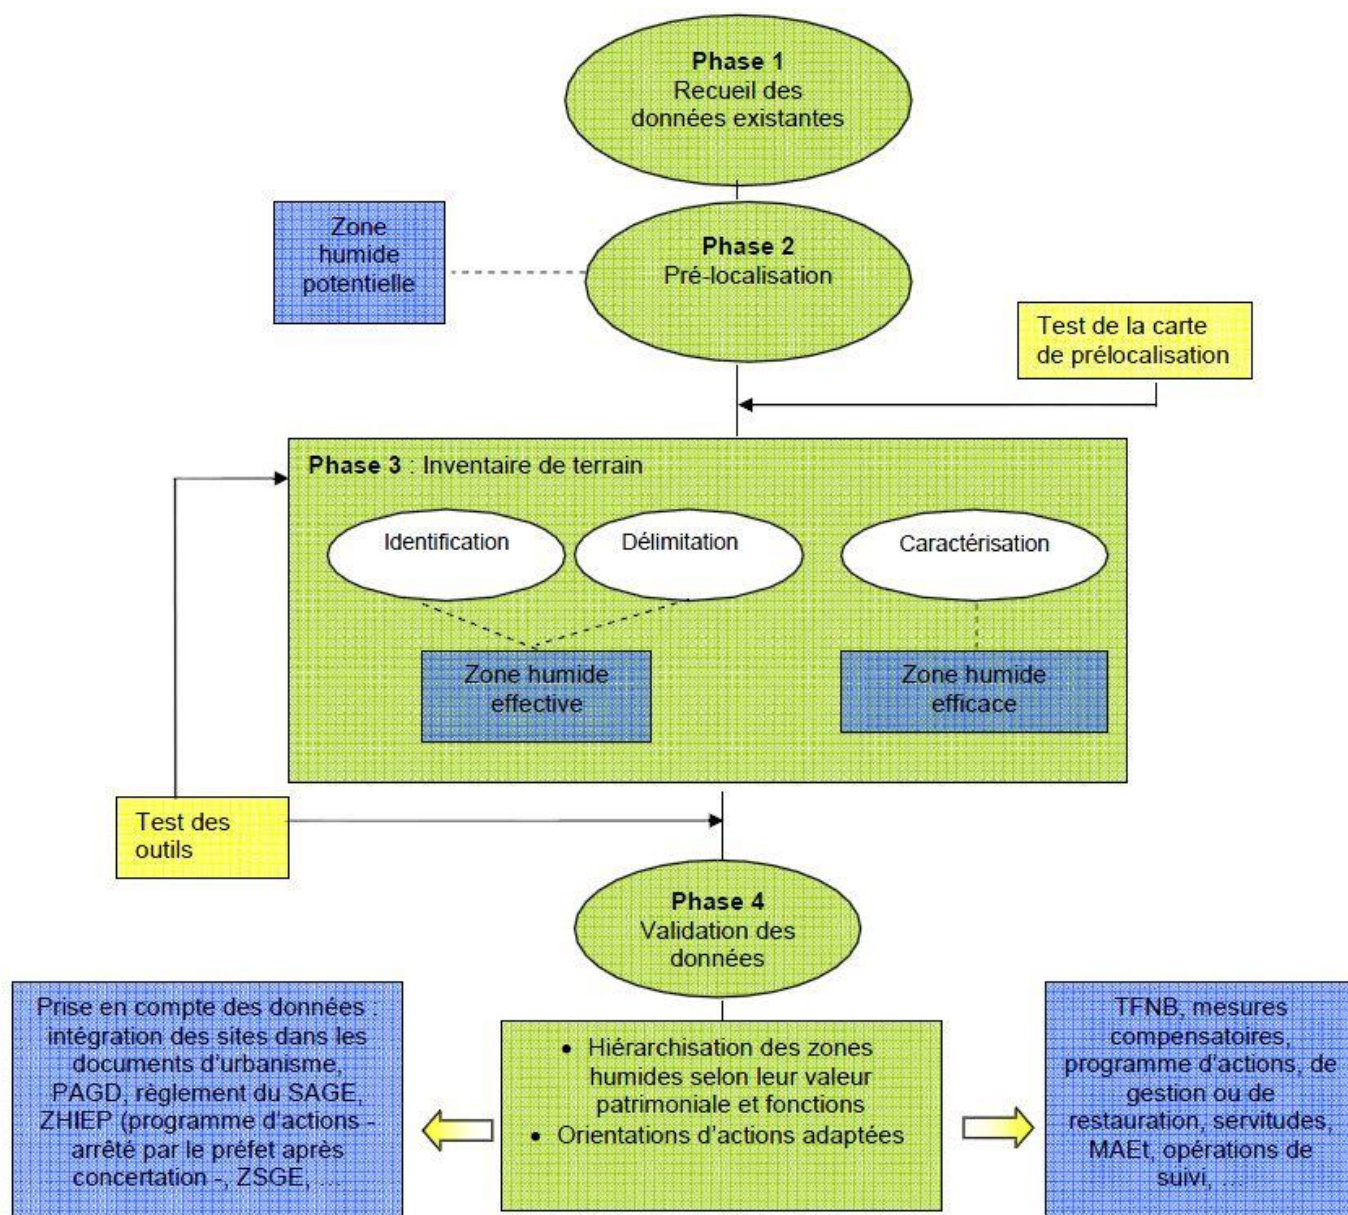 Phase 1
Recueil des
données existantes
Zone
humide
potentielle
Phase 2
Pré-localisation
Test de la carte
de prélocalisation
Phase 3 : Inventaire de terrain
Identification
Délimitation
Caractérisation
Zone humide
effective
Zone humide
efficace
Test des
outils
Phase 4
Validation des
données
Prise en compte des données :
intégration des sites dans les
documents d'urbanisme,
PAGD, règlement du SAGE,
ZHIEP (programme d'actions -
arrêté par le préfet après
concertation -, ZSGE, …
• Hiérarchisation des zones
humides selon leur valeur
patrimoniale et fonctions
• Orientations d'actions adaptées
TFNB, mesures
compensatoires,
programme d'actions, de
gestion ou de
restauration, servitudes,
MAEt, opérations de
suivi, …